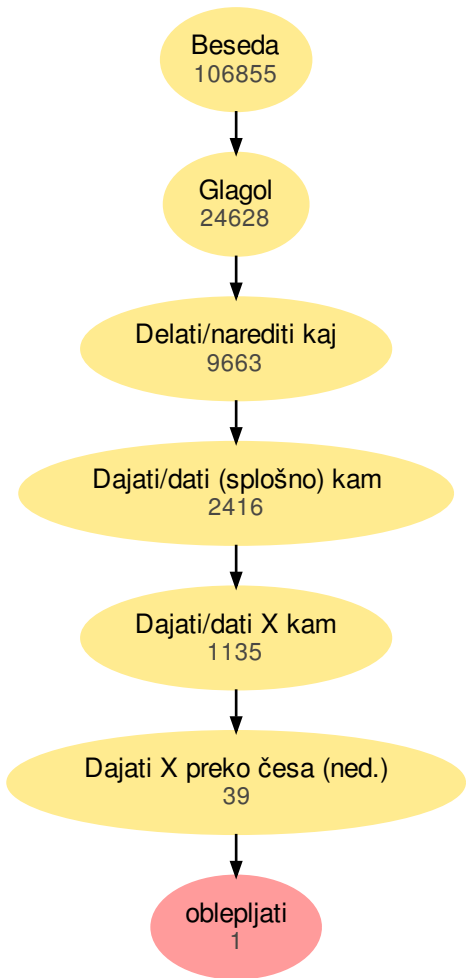 Beseda
106855
Glagol
24628
Delati/narediti kaj
9663
Dajati/dati (splošno) kam
2416
Dajati/dati X kam
1135
Dajati X preko česa (ned.)
39
oblepljati
1